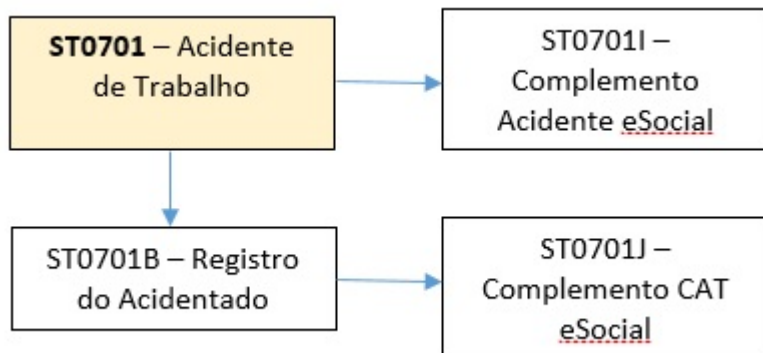 ST0701 – Acidente
de Trabalho
ST0701I –
Complemento
Acidente eSocial
ST0701B – Registro
do Acidentado
ST0701J –
Complemento CAT
eSocial